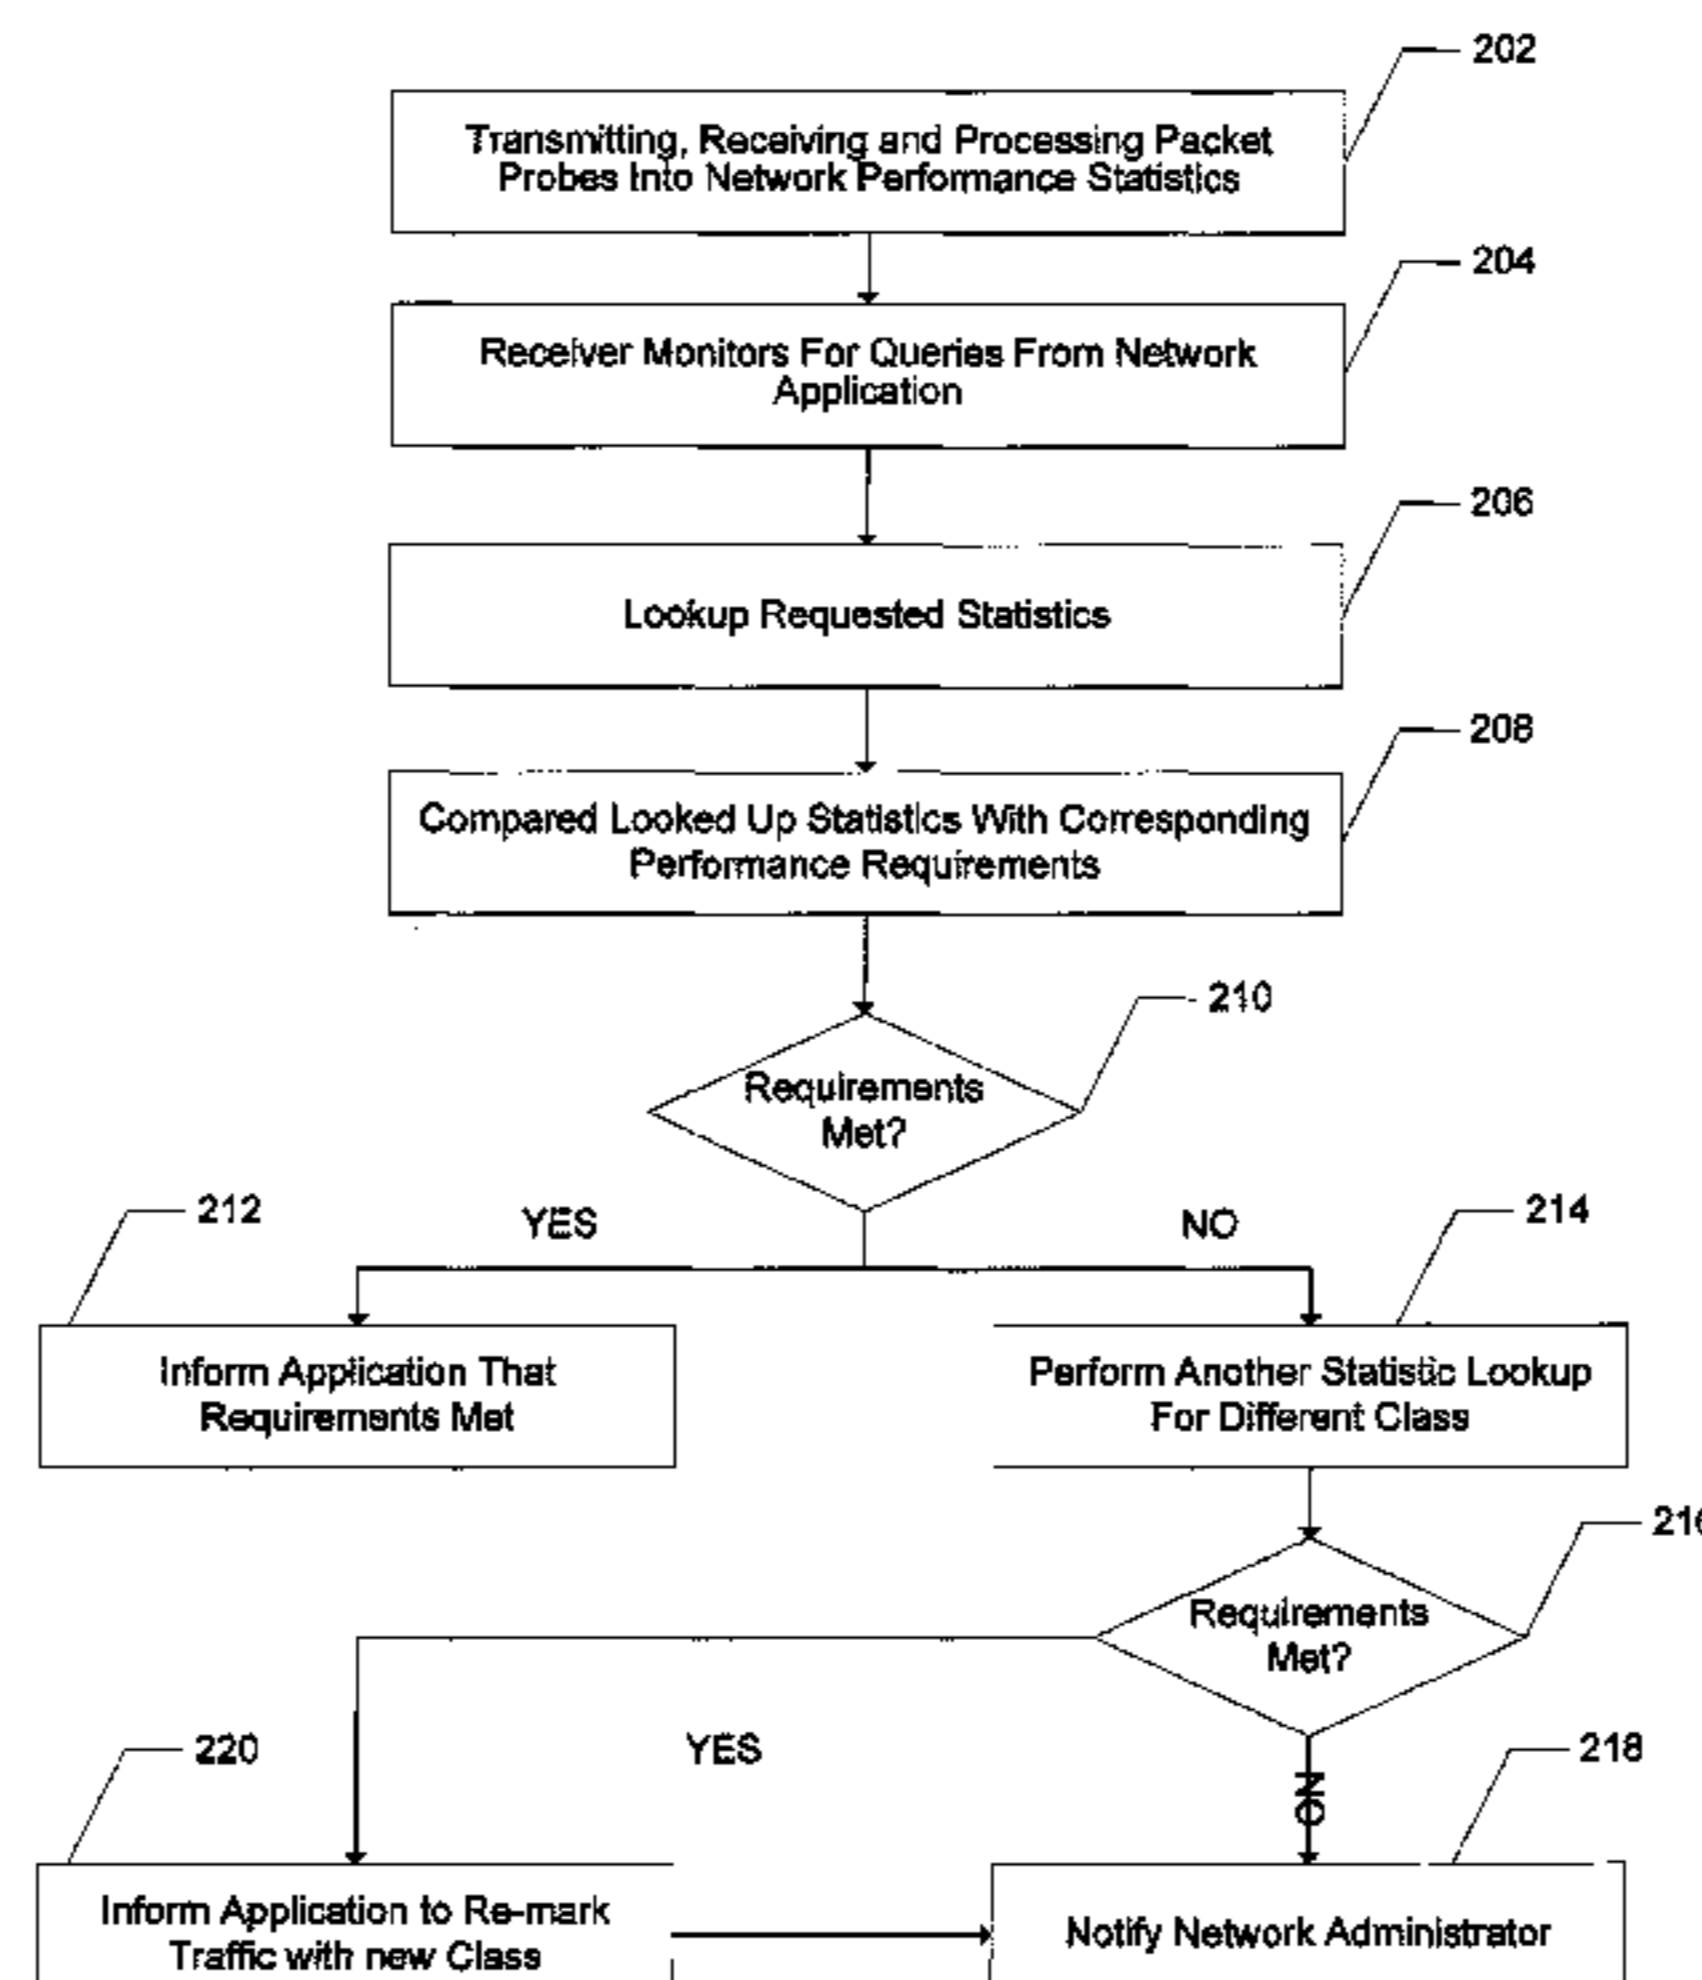 202
Transmitting, Receiving and Processing Packet
Probes Into Network Performance Statistics
204
Receiver Monitors For Queries From Network
Application
206
Lookup Requested Statistics
208
Compared Looked Up Statistics With Corresponding
Performance Requirements
210
Requirements
Met?
212
YES
NO
214
Inform Application That
Requirements Met
Perform Another Statistic Lookup
For Different Class
216
Requirements
Met?
220
YES
NO
218
Inform Application to Re-mark
Traffic with new Class
Notify Network Administrator